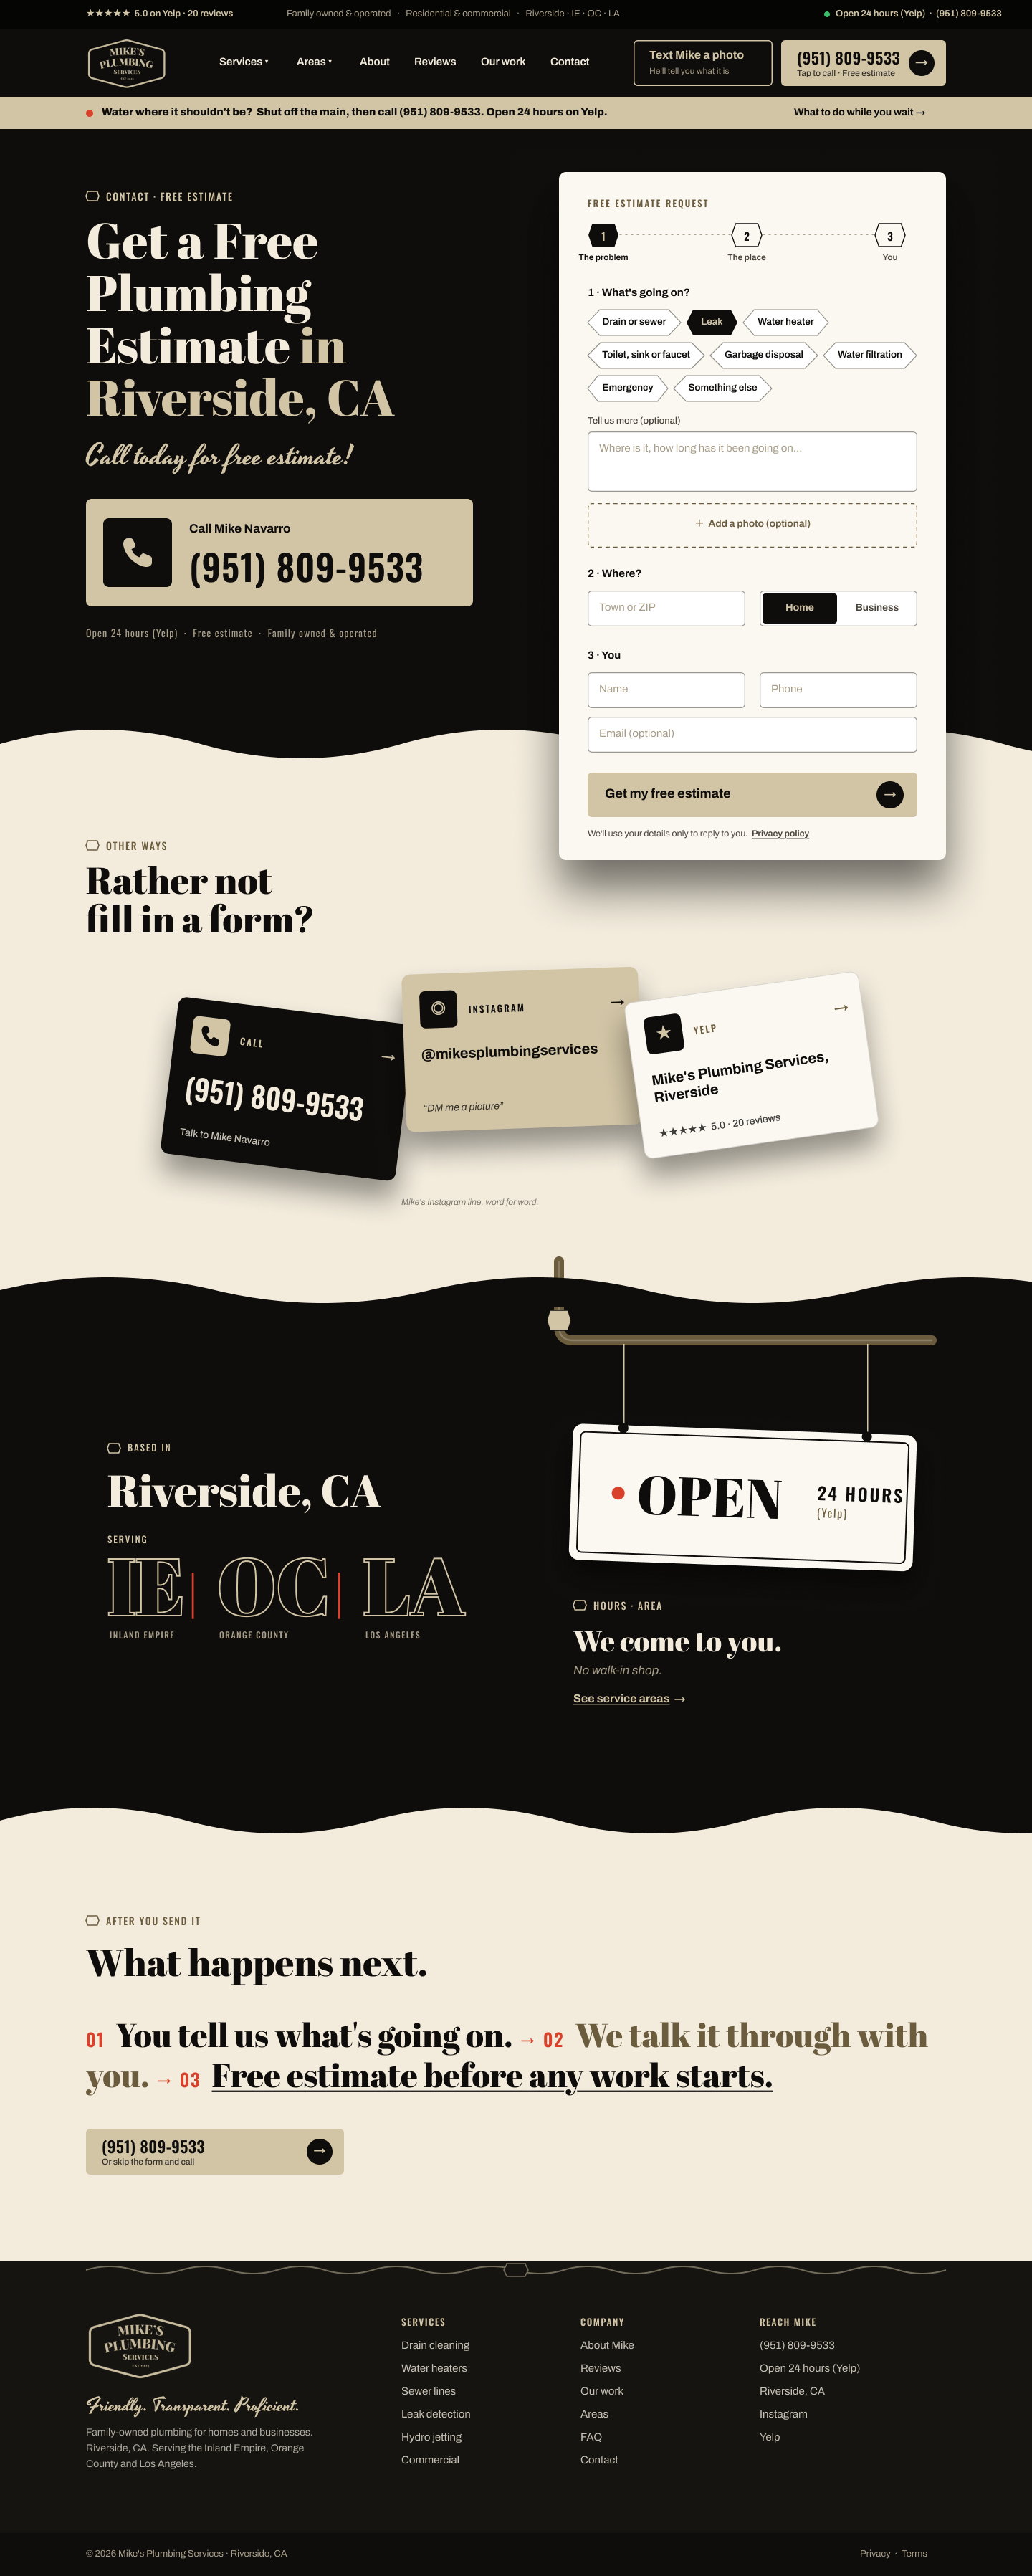 ★★★★★ 5.0 on Yelp · 20 reviews
Family owned & operated · Residential & commercial · Riverside · IE · OC · LA
Open 24 hours (Yelp) · (951) 809-9533
MIKE'S
PLUMBING
SERVICES
Services ▾
Areas ▾
About
Reviews
Our work
Contact
Text Mike a photo
He'll tell you what it is
(951) 809-9533
Tap to call · Free estimate
→
Water where it shouldn't be? Shut off the main, then call (951) 809-9533. Open 24 hours on Yelp.
What to do while you wait →
CONTACT · FREE ESTIMATE
Get a Free
Plumbing
Estimate in
Riverside, CA
Call today for free estimate!
Call Mike Navarro
(951) 809-9533
Open 24 hours (Yelp) · Free estimate · Family owned & operated
FREE ESTIMATE REQUEST
1 2 3
The problem The place You
1 · What's going on?
Drain or sewer Leak Water heater
Toilet, sink or faucet Garbage disposal Water filtration
Emergency Something else
Tell us more (optional)
Where is it, how long has it been going on...
+ Add a photo (optional)
2 · Where?
Town or ZIP Home Business
3 · You
Name Phone
Email (optional)
Get my free estimate →
We'll use your details only to reply to you. Privacy policy
OTHER WAYS
Rather not
fill in a form?
CALL →
(951) 809-9533
Talk to Mike Navarro
INSTAGRAM →
@mikesplumbingservices
“DM me a picture”
YELP →
Mike's Plumbing Services,
Riverside
★★★★★ 5.0 · 20 reviews
Mike's Instagram line, word for word.
BASED IN
Riverside, CA
SERVING
IE OC LA
INLAND EMPIRE ORANGE COUNTY LOS ANGELES
OPEN
24 HOURS
(Yelp)
HOURS · AREA
We come to you.
No walk-in shop.
See service areas →
AFTER YOU SEND IT
What happens next.
01 You tell us what's going on. → 02 We talk it through with
you. → 03 Free estimate before any work starts.
(951) 809-9533
Or skip the form and call
→
MIKE'S
PLUMBING
SERVICES
Friendly. Transparent. Proficient.
Family-owned plumbing for homes and businesses.
Riverside, CA. Serving the Inland Empire, Orange
County and Los Angeles.
SERVICES
Drain cleaning
Water heaters
Sewer lines
Leak detection
Hydro jetting
Commercial
COMPANY
About Mike
Reviews
Our work
Areas
FAQ
Contact
REACH MIKE
(951) 809-9533
Open 24 hours (Yelp)
Riverside, CA
Instagram
Yelp
© 2026 Mike's Plumbing Services · Riverside, CA
Privacy · Terms